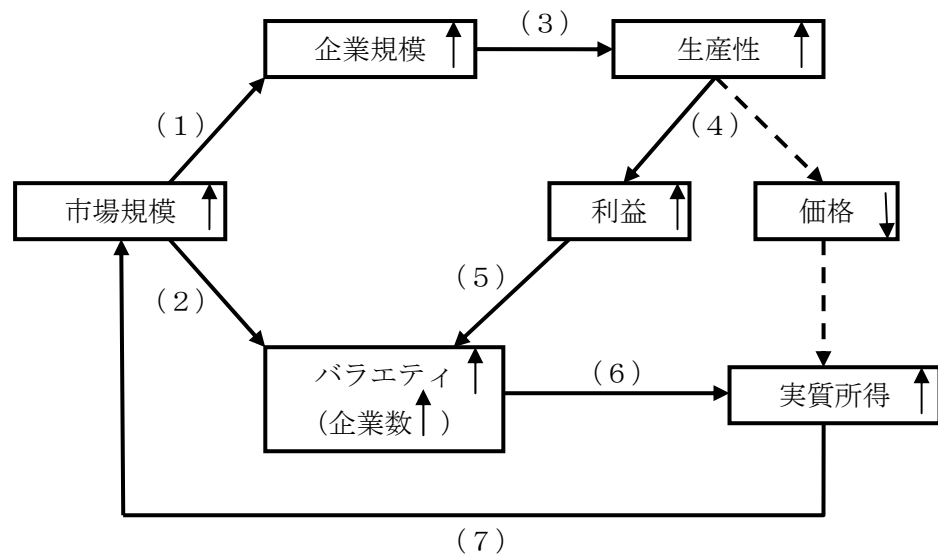 (3)
企業規模
生産性
(1)
(4)
市場規模
利益
価格
(2)
(5)
バラエティ
(企業数 )
(6)
実質所得
(7)